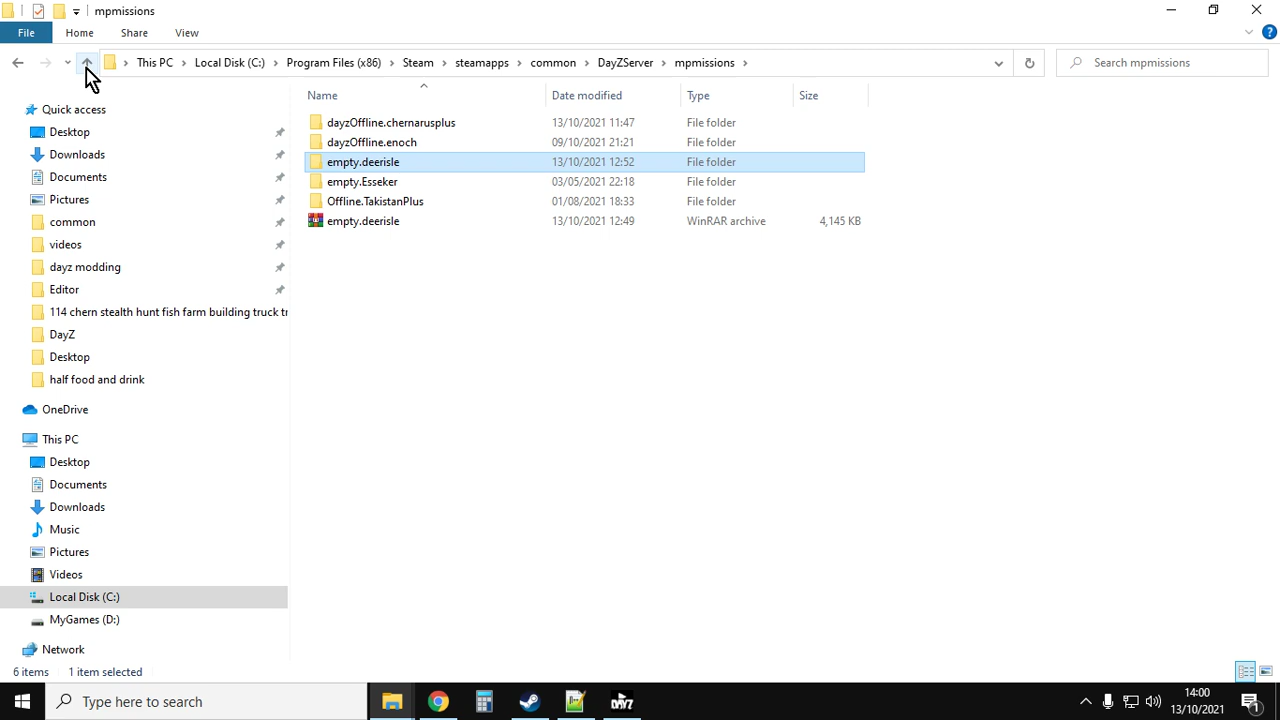 mpmissions
File Home Share View
This PC Local Disk (C:) Program Files (x86) Steam steamapps common DayZServer mpmissions Search mpmissions
Name Date modified Type Size
dayzOffline.chernarusplus 13/10/2021 11:47 File folder
dayzOffline.enoch 09/10/2021 21:21 File folder
empty.deerisle 13/10/2021 12:52 File folder
empty.Esseker 03/05/2021 22:18 File folder
Offline.TakistanPlus 01/08/2021 18:33 File folder
empty.deerisle 13/10/2021 12:49 WinRAR archive 4,145 KB
Quick access
Desktop
Downloads
Documents
Pictures
common
videos
dayz modding
Editor
114 chern stealth hunt fish farm building truck tr
DayZ
Desktop
half food and drink
OneDrive
This PC
Desktop
Documents
Downloads
Music
Pictures
Videos
Local Disk (C:)
MyGames (D:)
Network
6 items 1 item selected
Type here to search
DAYZ
14:00
13/10/2021
1